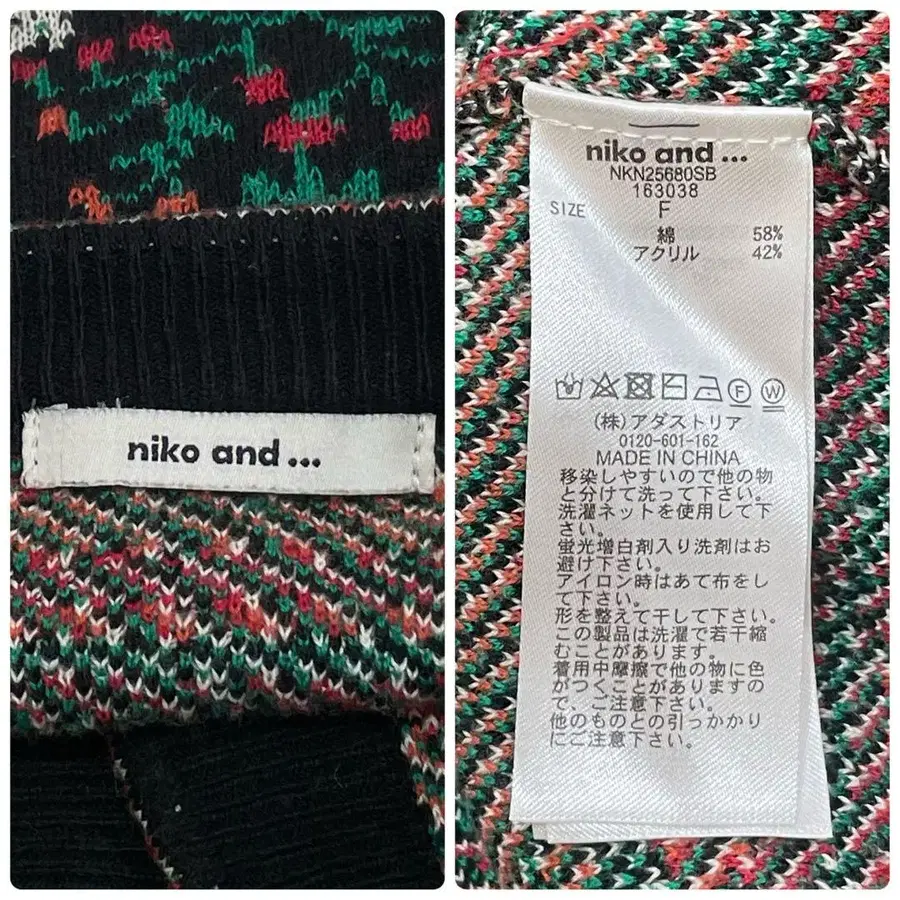 niko and ...
niko and ...
NKN25680SB
163038
SIZE F
綿 58%
アクリル 42%
F W
(株)アダストリア
0120-601-162
MADE IN CHINA
移染しやすいので他の物
と分けて洗って下さい。
洗濯ネットを使用して下
さい。
蛍光増白剤入り洗剤はお
避け下さい。
アイロン時はあて布をし
て下さい。
形を整えて干して下さい。
この製品は洗濯で若干縮
むことがあります。
着用中摩擦で他の物に色
がつくことがありますの
で、ご注意下さい。
他のものとの引っかかり
にご注意下さい。